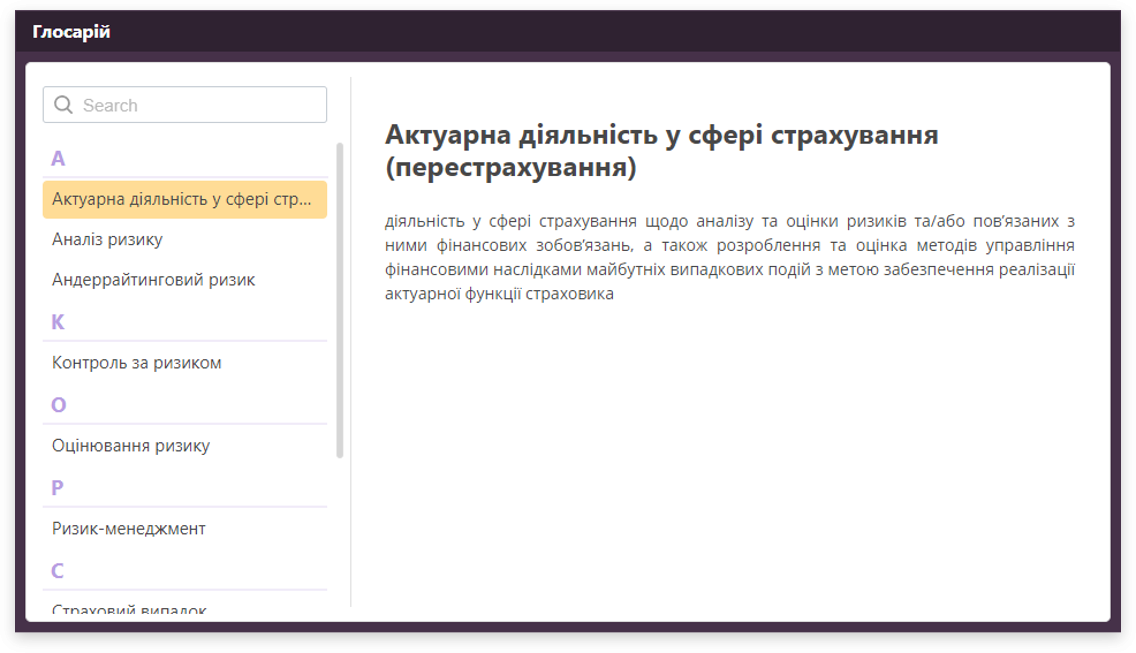 Глосарій
Search
А
Актуарна діяльність у сфері стр...
Аналіз ризику
Андеррайтинговий ризик
К
Контроль за ризиком
О
Оцінювання ризику
Р
Ризик-менеджмент
С
Страховий випадок
Актуарна діяльність у сфері страхування
(перестрахування)
діяльність у сфері страхування щодо аналізу та оцінки ризиків та/або пов’язаних з
ними фінансових зобов’язань, а також розроблення та оцінка методів управління
фінансовими наслідками майбутніх випадкових подій з метою забезпечення реалізації
актуарної функції страховика